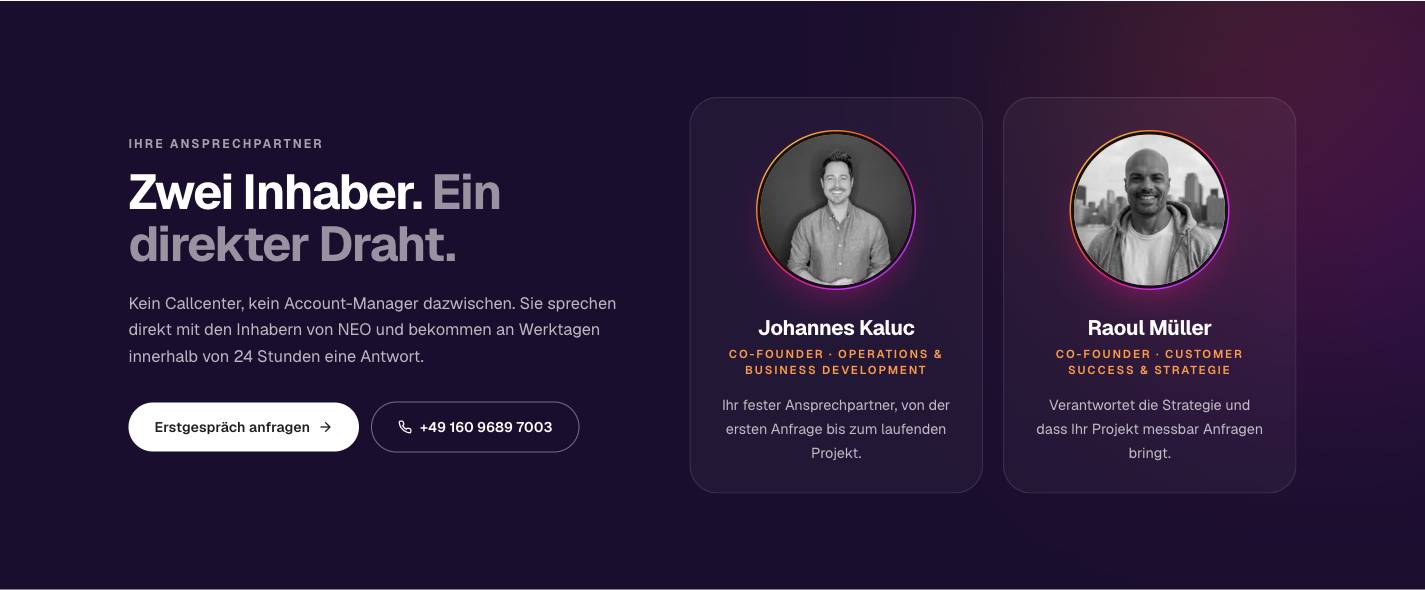 IHRE ANSPRECHPARTNER
Zwei Inhaber. Ein
direkter Draht.
Kein Callcenter, kein Account-Manager dazwischen. Sie sprechen
direkt mit den Inhabern von NEO und bekommen an Werktagen
innerhalb von 24 Stunden eine Antwort.
Erstgespräch anfragen →
+49 160 9689 7003
Johannes Kaluc
CO-FOUNDER · OPERATIONS &
BUSINESS DEVELOPMENT
Ihr fester Ansprechpartner, von der
ersten Anfrage bis zum laufenden
Projekt.
Raoul Müller
CO-FOUNDER · CUSTOMER
SUCCESS & STRATEGIE
Verantwortet die Strategie und
dass Ihr Projekt messbar Anfragen
bringt.